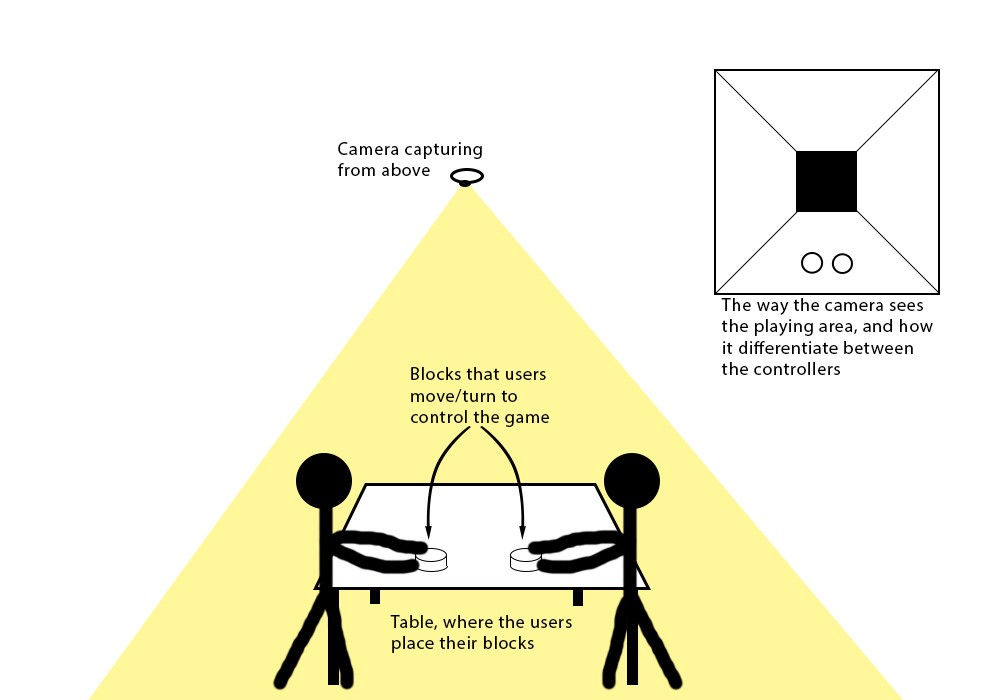 Camera capturing
from above
The way the camera sees
the playing area, and how
it differentiate between
the controllers
Blocks that users
move/turn to
control the game
Table, where the users
place their blocks